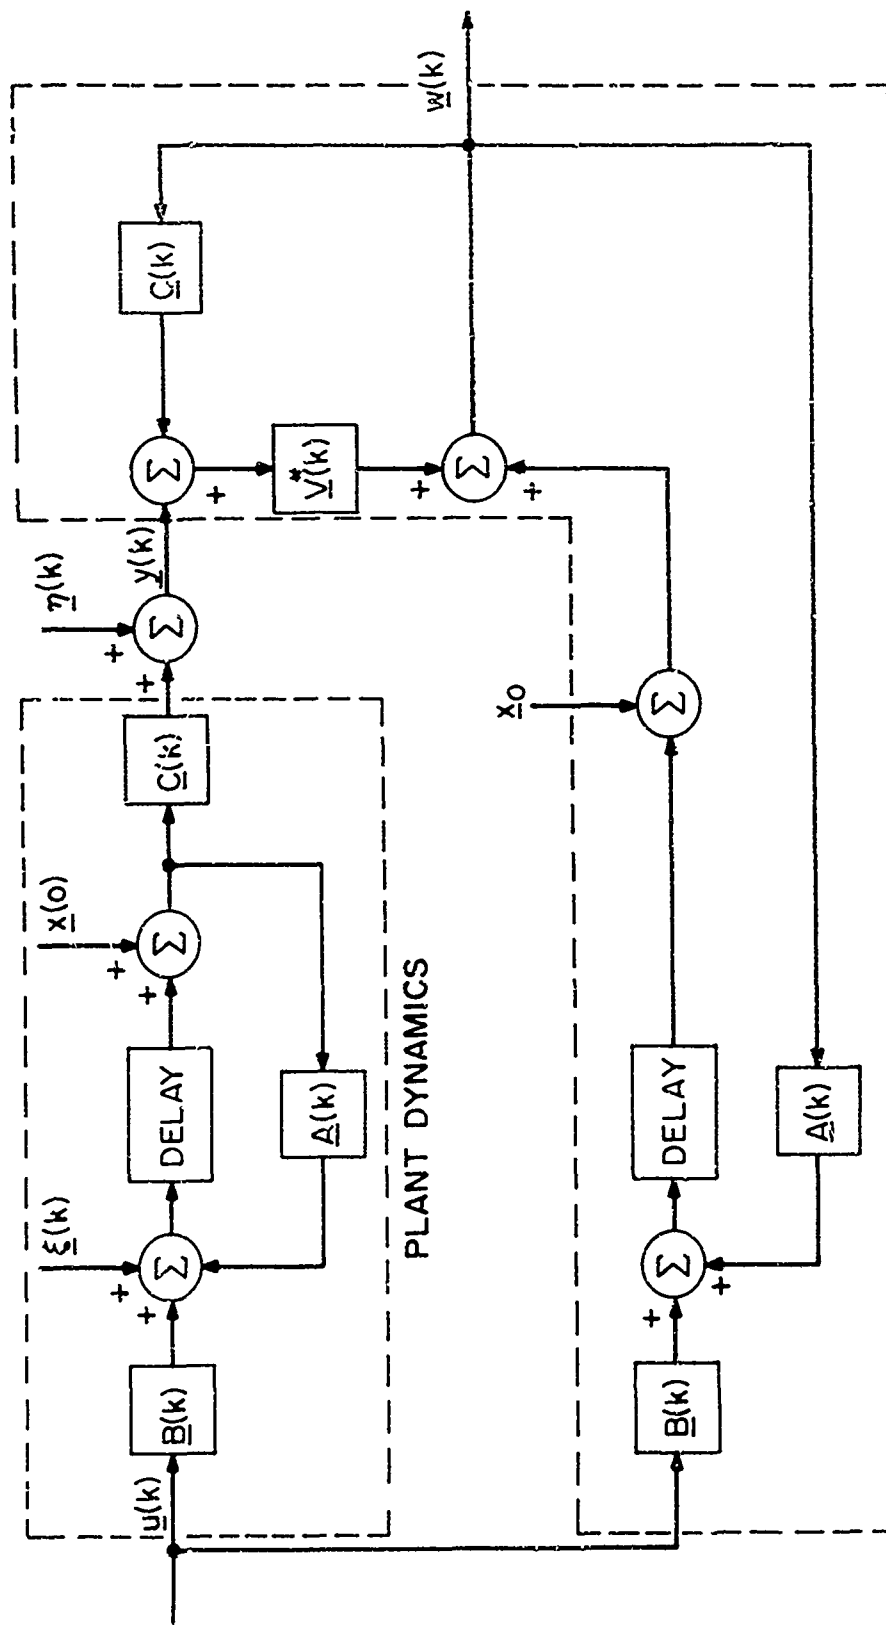 u(k)
B(k)
+
+
ξ(k)
Σ
DELAY
+
+
x(0)
Σ
A(k)
C(k)
PLANT DYNAMICS
+
+
η(k)
Σ
y(k)
Σ
C(k)
+
V*(k)
+
+
Σ
w(k)
B(k)
+
+
Σ
DELAY
A(k)
x0
Σ